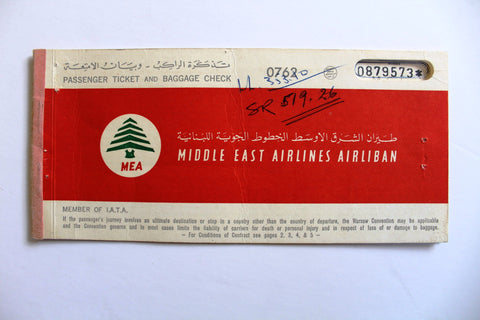 تذكرة الراكب - وبيان الامتعة
PASSENGER TICKET AND BAGGAGE CHECK
0762
0879573*
SR 519.26
طيران الشرق الاوسط الخطوط الجوية اللبنانية
MIDDLE EAST AIRLINES AIRLIBAN
MEA
MEMBER OF I.A.T.A.
If the passenger's journey involves an ultimate destination or stop in a country other than the country of departure, the Warsaw Convention may be applicable
and the Convention governs and in most cases limits the liability of carriers for death or personal injury and in respect of loss of or damage to baggage.
- For Conditions of Contract see pages 2, 3, 4, & 5 -